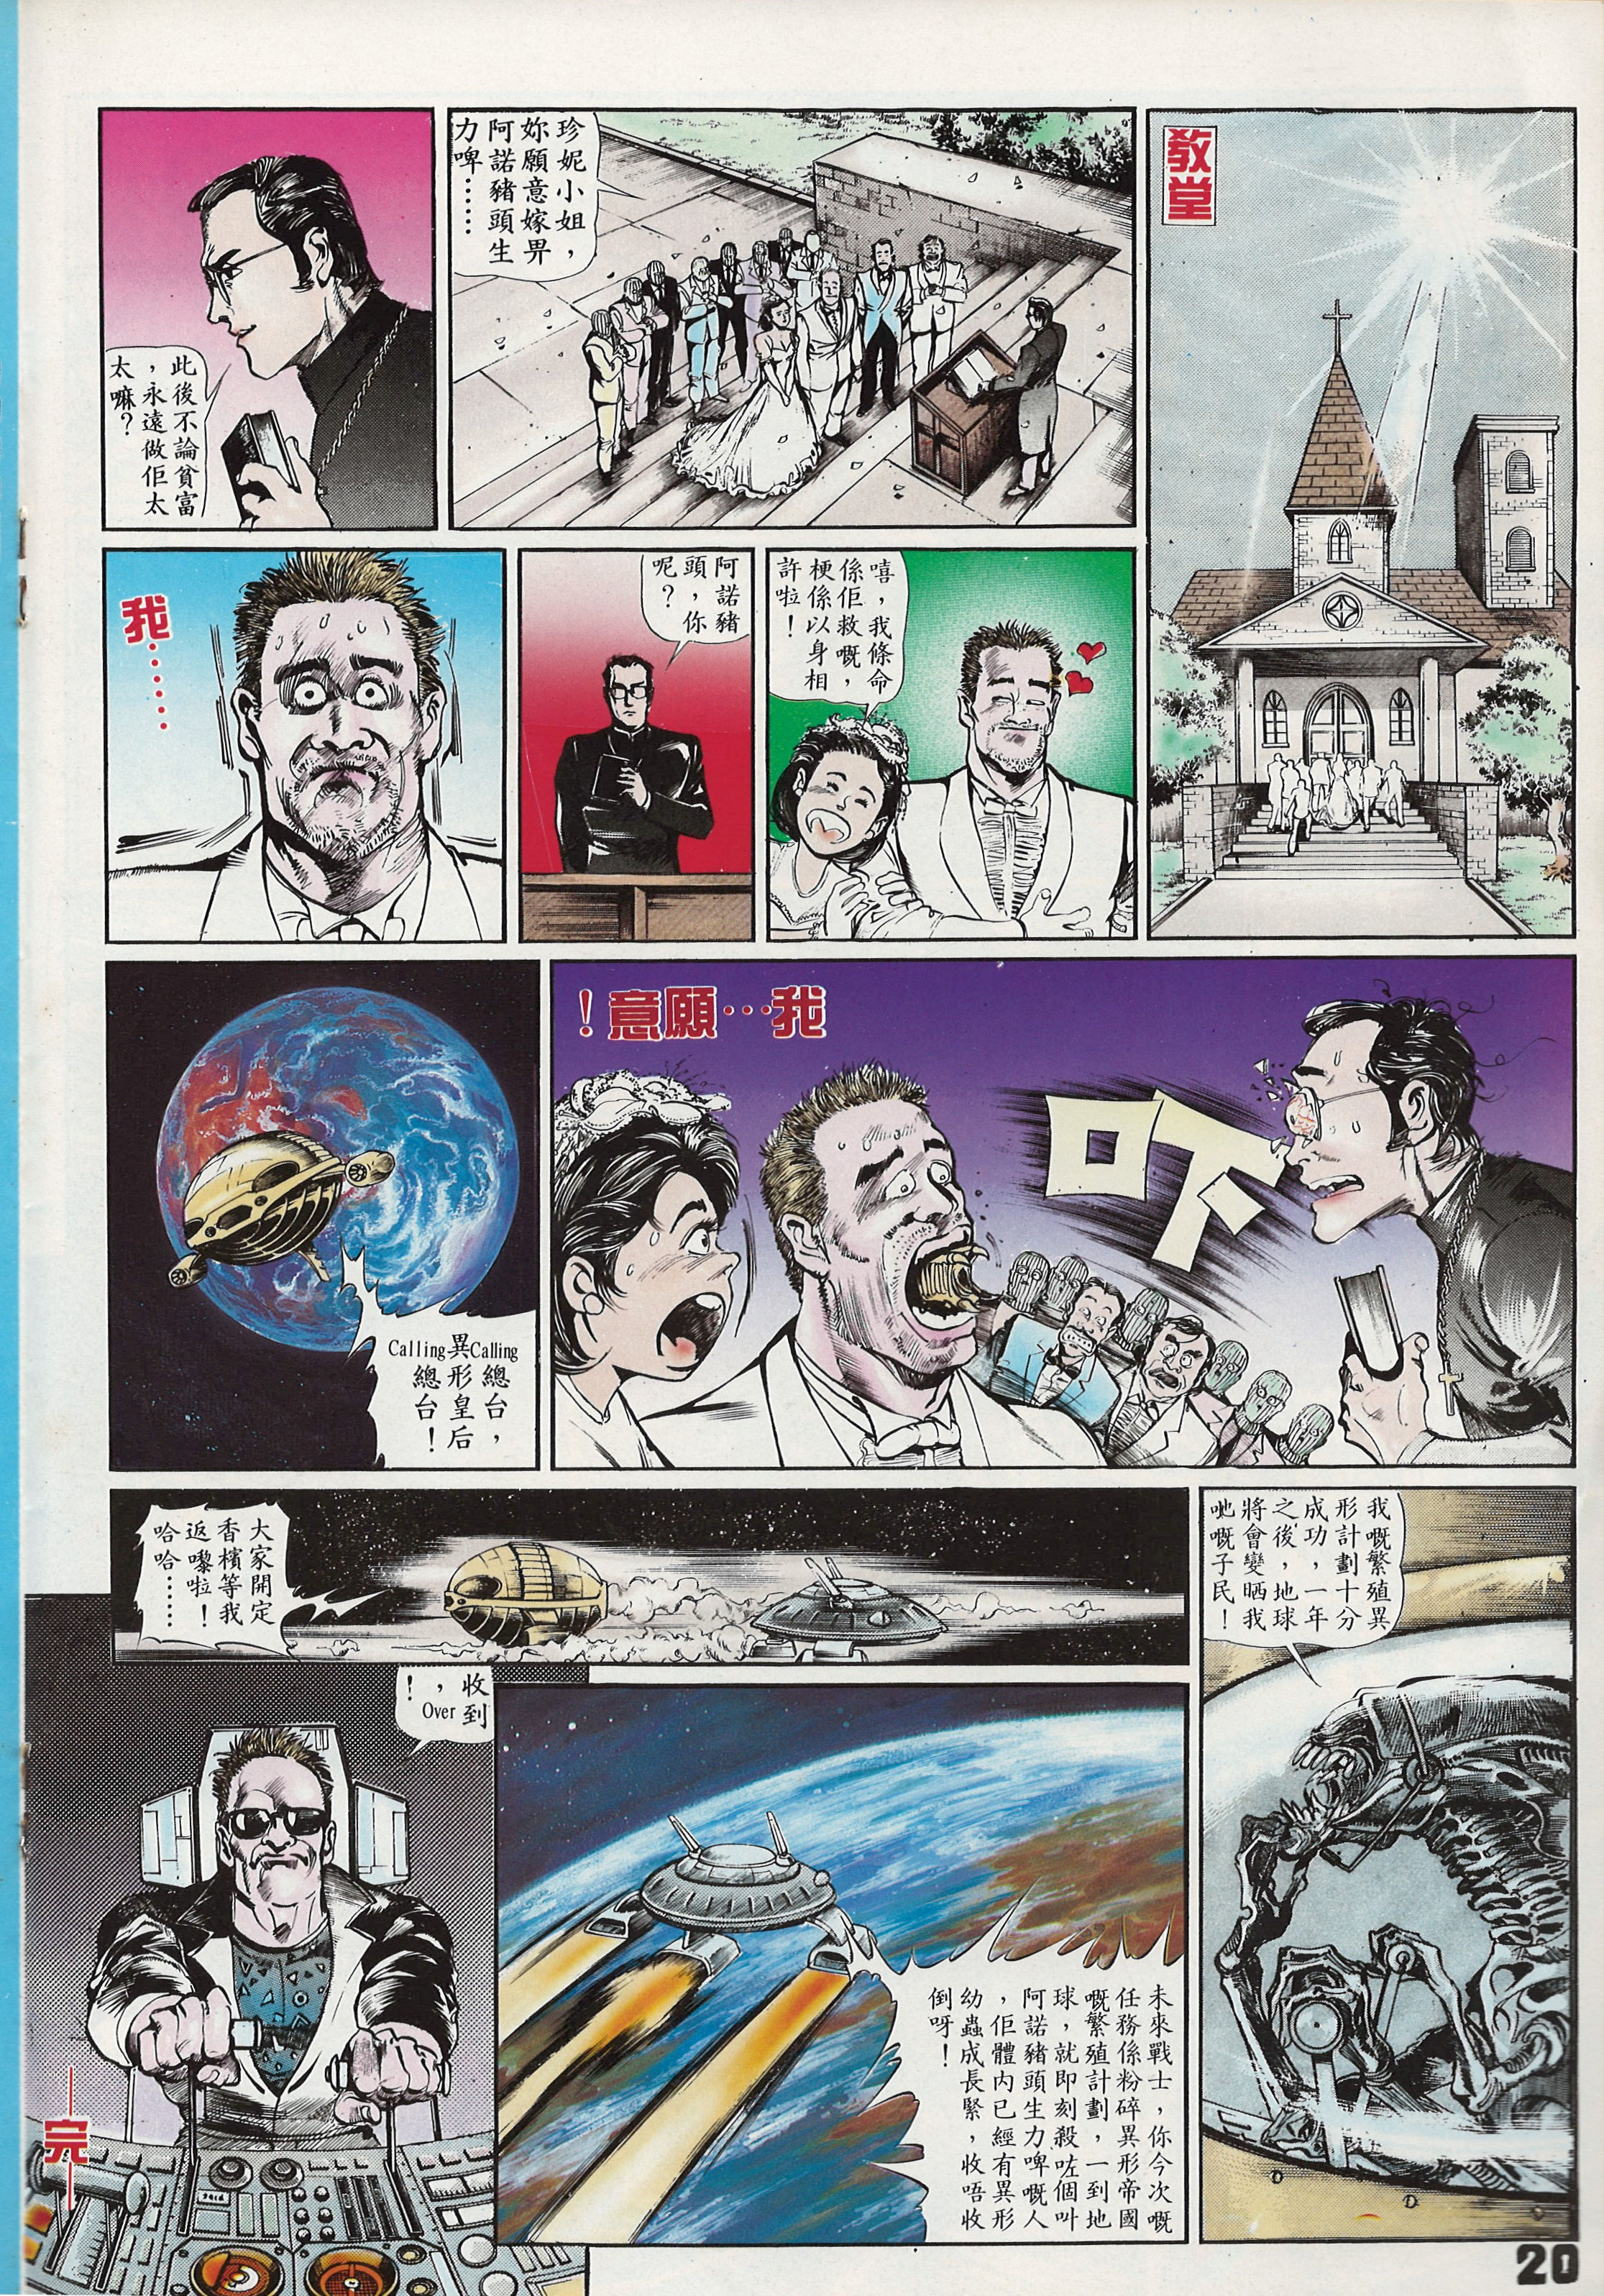 教堂
珍妮小姐，
妳願意嫁畀
阿諾豬頭生
力啤……
此後不論貧富
，永遠做佢太
太嘛？
嘻，我條命
係佢救嘅，
梗係以身相
許啦！
阿諾豬
頭，你
呢？
我……
我…願意！
吓
Calling總台，
異形皇后
Calling總台！
我嘅繁殖異
形計劃十分
成功，一年
之後，地球
將會變晒我
哋嘅子民！
大家開定
香檳等我
返嚟啦！
哈哈……
未來戰士，你今次嘅
任務係粉碎異形帝國
嘅繁殖計劃，一到地
球，就即刻殺咗個叫
阿諾豬頭生力啤嘅人
，佢體內已經有異形
幼蟲成長緊，收唔收
倒呀！
收到
，Over
！
完
20